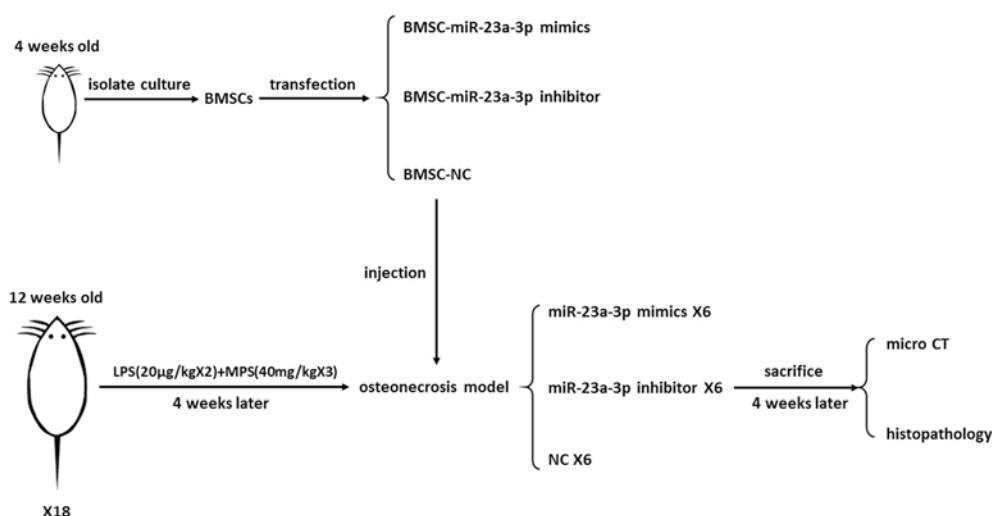 4 weeks old
isolate culture
BMSCs
transfection
BMSC-miR-23a-3p mimics
BMSC-miR-23a-3p inhibitor
BMSC-NC
injection
12 weeks old
X18
LPS(20μg/kgX2)+MPS(40mg/kgX3)
4 weeks later
osteonecrosis model
miR-23a-3p mimics X6
miR-23a-3p inhibitor X6
NC X6
sacrifice
4 weeks later
micro CT
histopathology